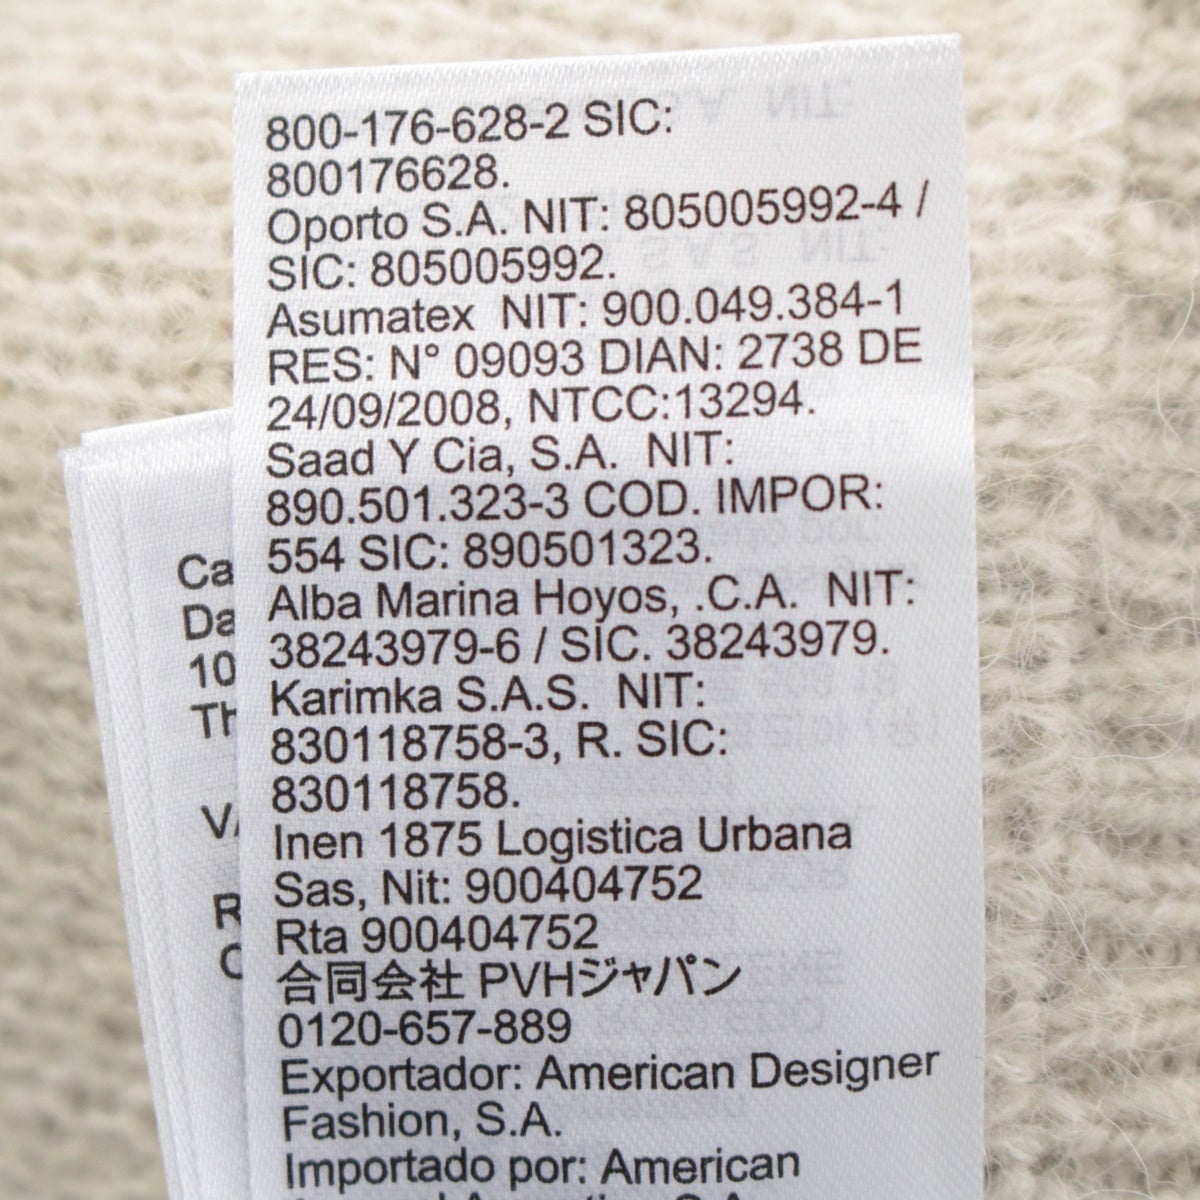 800-176-628-2 SIC:
800176628.
Oporto S.A. NIT: 805005992-4 /
SIC: 805005992.
Asumatex NIT: 900.049.384-1
RES: N° 09093 DIAN: 2738 DE
24/09/2008, NTCC:13294.
Saad Y Cia, S.A. NIT:
890.501.323-3 COD. IMPOR:
554 SIC: 890501323.
Alba Marina Hoyos, .C.A. NIT:
38243979-6 / SIC. 38243979.
Karimka S.A.S. NIT:
830118758-3, R. SIC:
830118758.
Inen 1875 Logistica Urbana
Sas, Nit: 900404752
Rta 900404752
合同会社 PVHジャパン
0120-657-889
Exportador: American Designer
Fashion, S.A.
Importado por: American